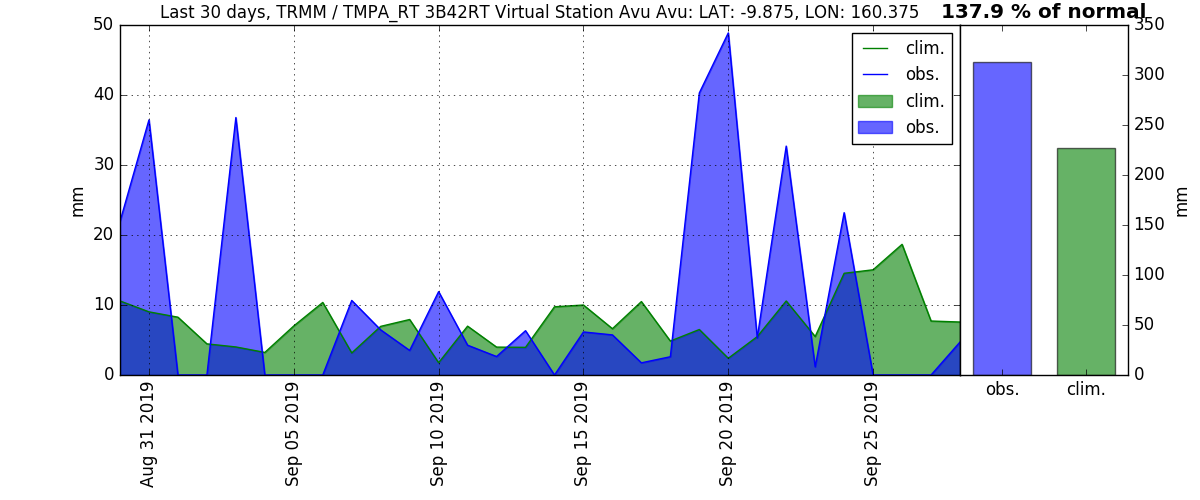 Last 30 days, TRMM / TMPA_RT 3B42RT Virtual Station Avu Avu: LAT: -9.875, LON: 160.375
137.9 % of normal
50
40
30
20
10
0
mm
clim.
obs.
clim.
obs.
350
300
250
200
150
100
50
0
mm
obs.
clim.
Aug 31 2019
Sep 05 2019
Sep 10 2019
Sep 15 2019
Sep 20 2019
Sep 25 2019